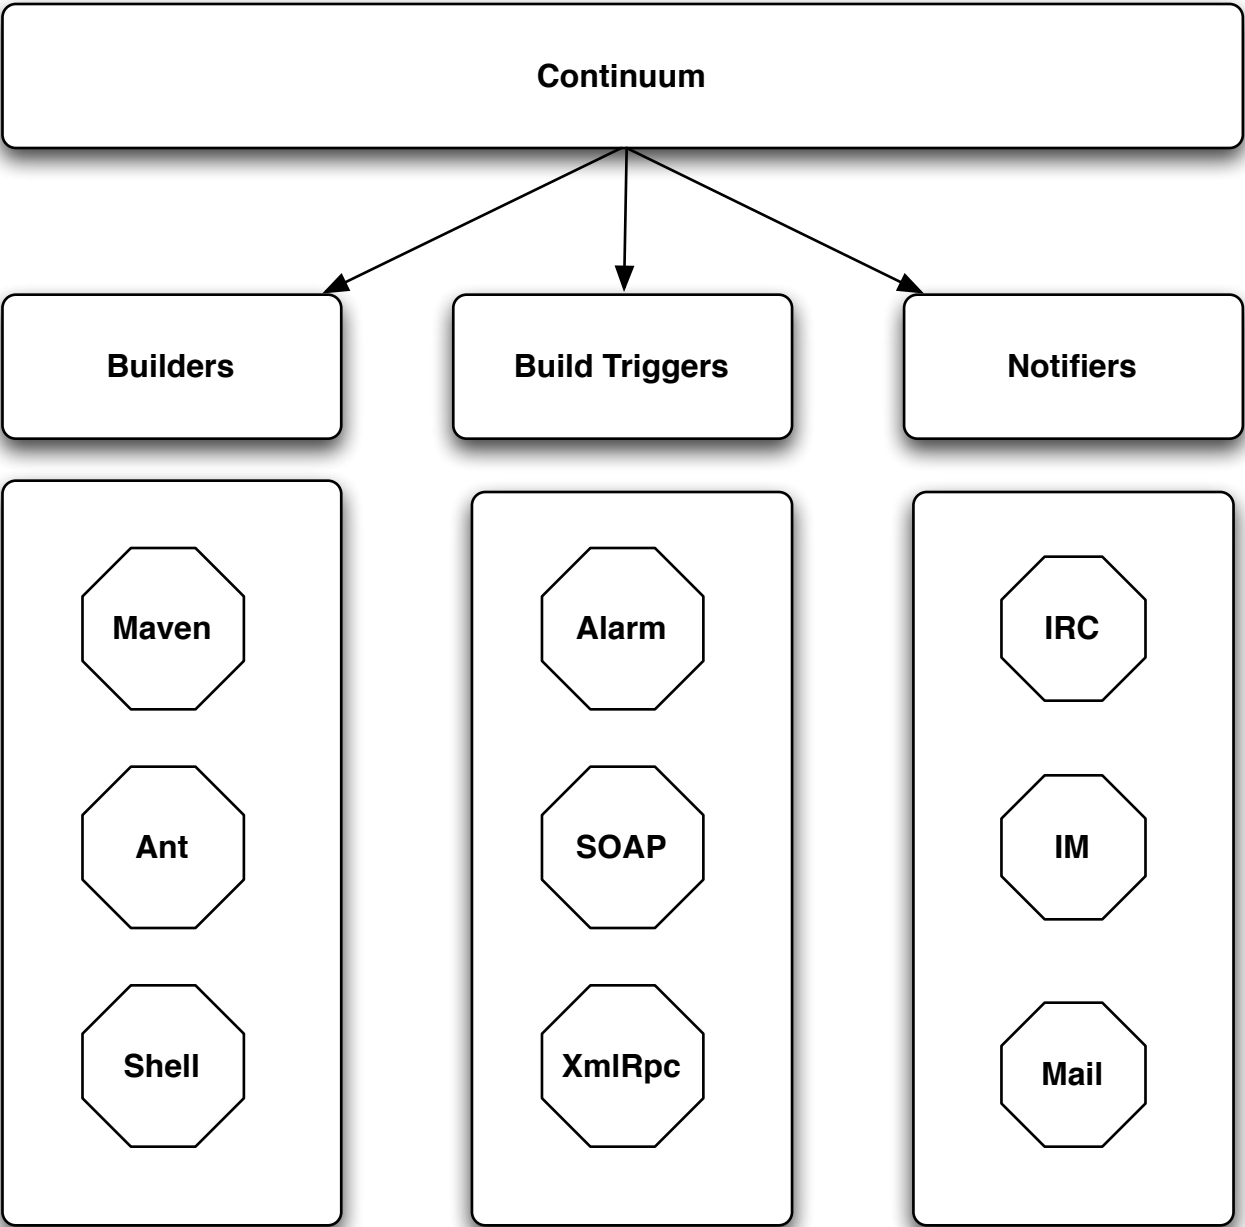 Continuum
Builders
Build Triggers
Notifiers
Maven
Ant
Shell
Alarm
SOAP
XmlRpc
IRC
IM
Mail